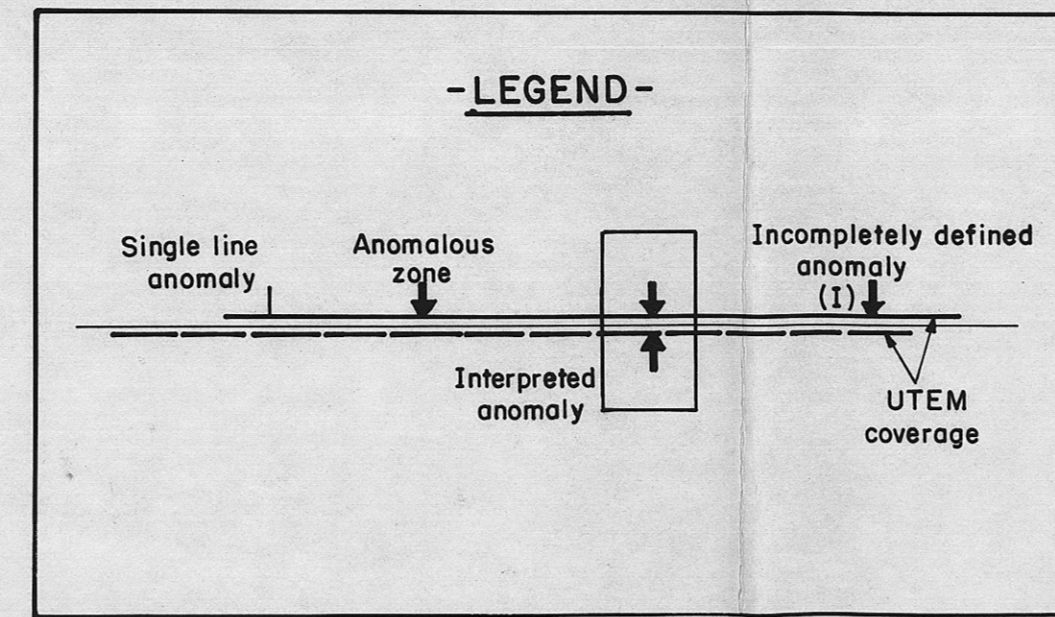 -LEGEND-
Single line
anomaly
Anomalous
zone
Incompletely defined
anomaly
(I)
Interpreted
anomaly
UTEM
coverage